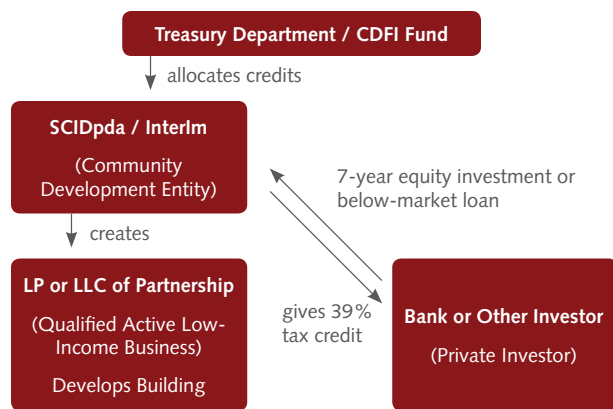 Treasury Department / CDFI Fund
allocates credits
SCIDpda / InterIm
(Community
Development Entity)
7-year equity investment or
below-market loan
creates
LP or LLC of Partnership
(Qualified Active Low-
Income Business)
Develops Building
gives 39%
tax credit
Bank or Other Investor
(Private Investor)